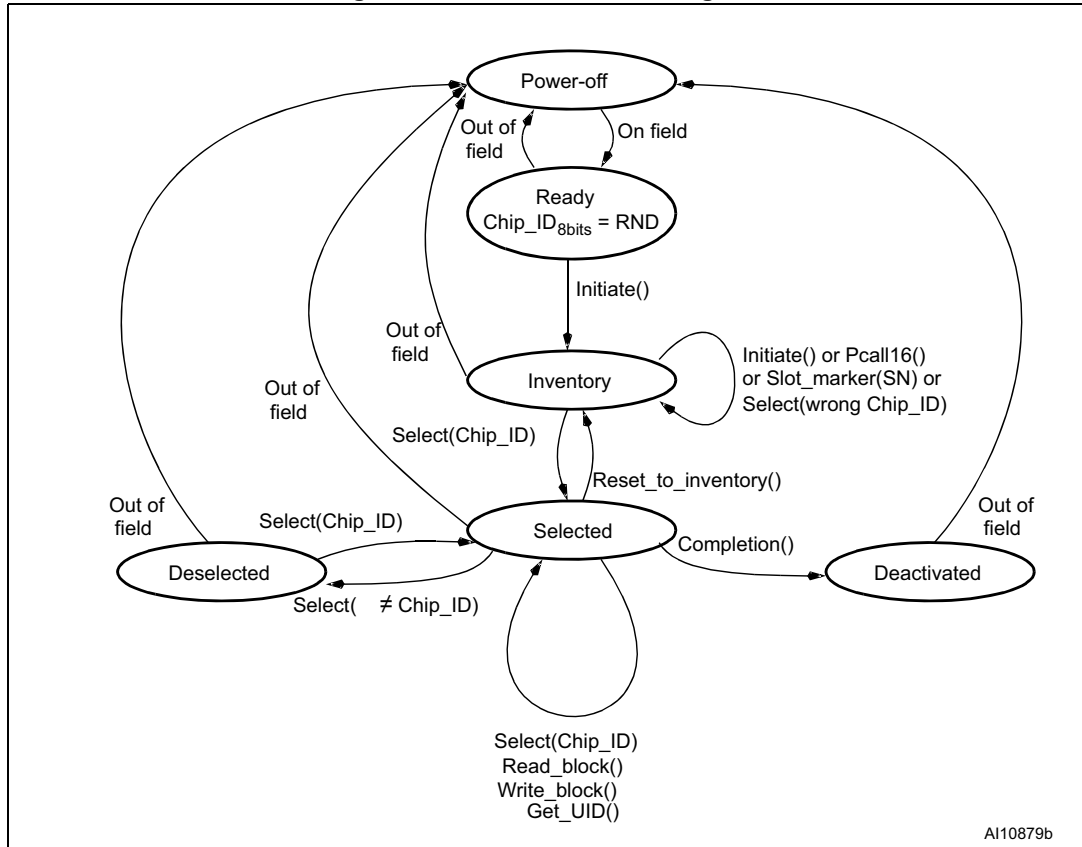 Power-off
Out of
field
On field
Ready
Chip_ID8bits = RND
Initiate()
Out of
field
Inventory
Initiate() or Pcall16()
or Slot_marker(SN) or
Select(wrong Chip_ID)
Out of
field
Select(Chip_ID)
Reset_to_inventory()
Out of
field
Select(Chip_ID)
Selected
Completion()
Out of
field
Deselected
Deactivated
Select( ≠ Chip_ID)
Select(Chip_ID)
Read_block()
Write_block()
Get_UID()
AI10879b